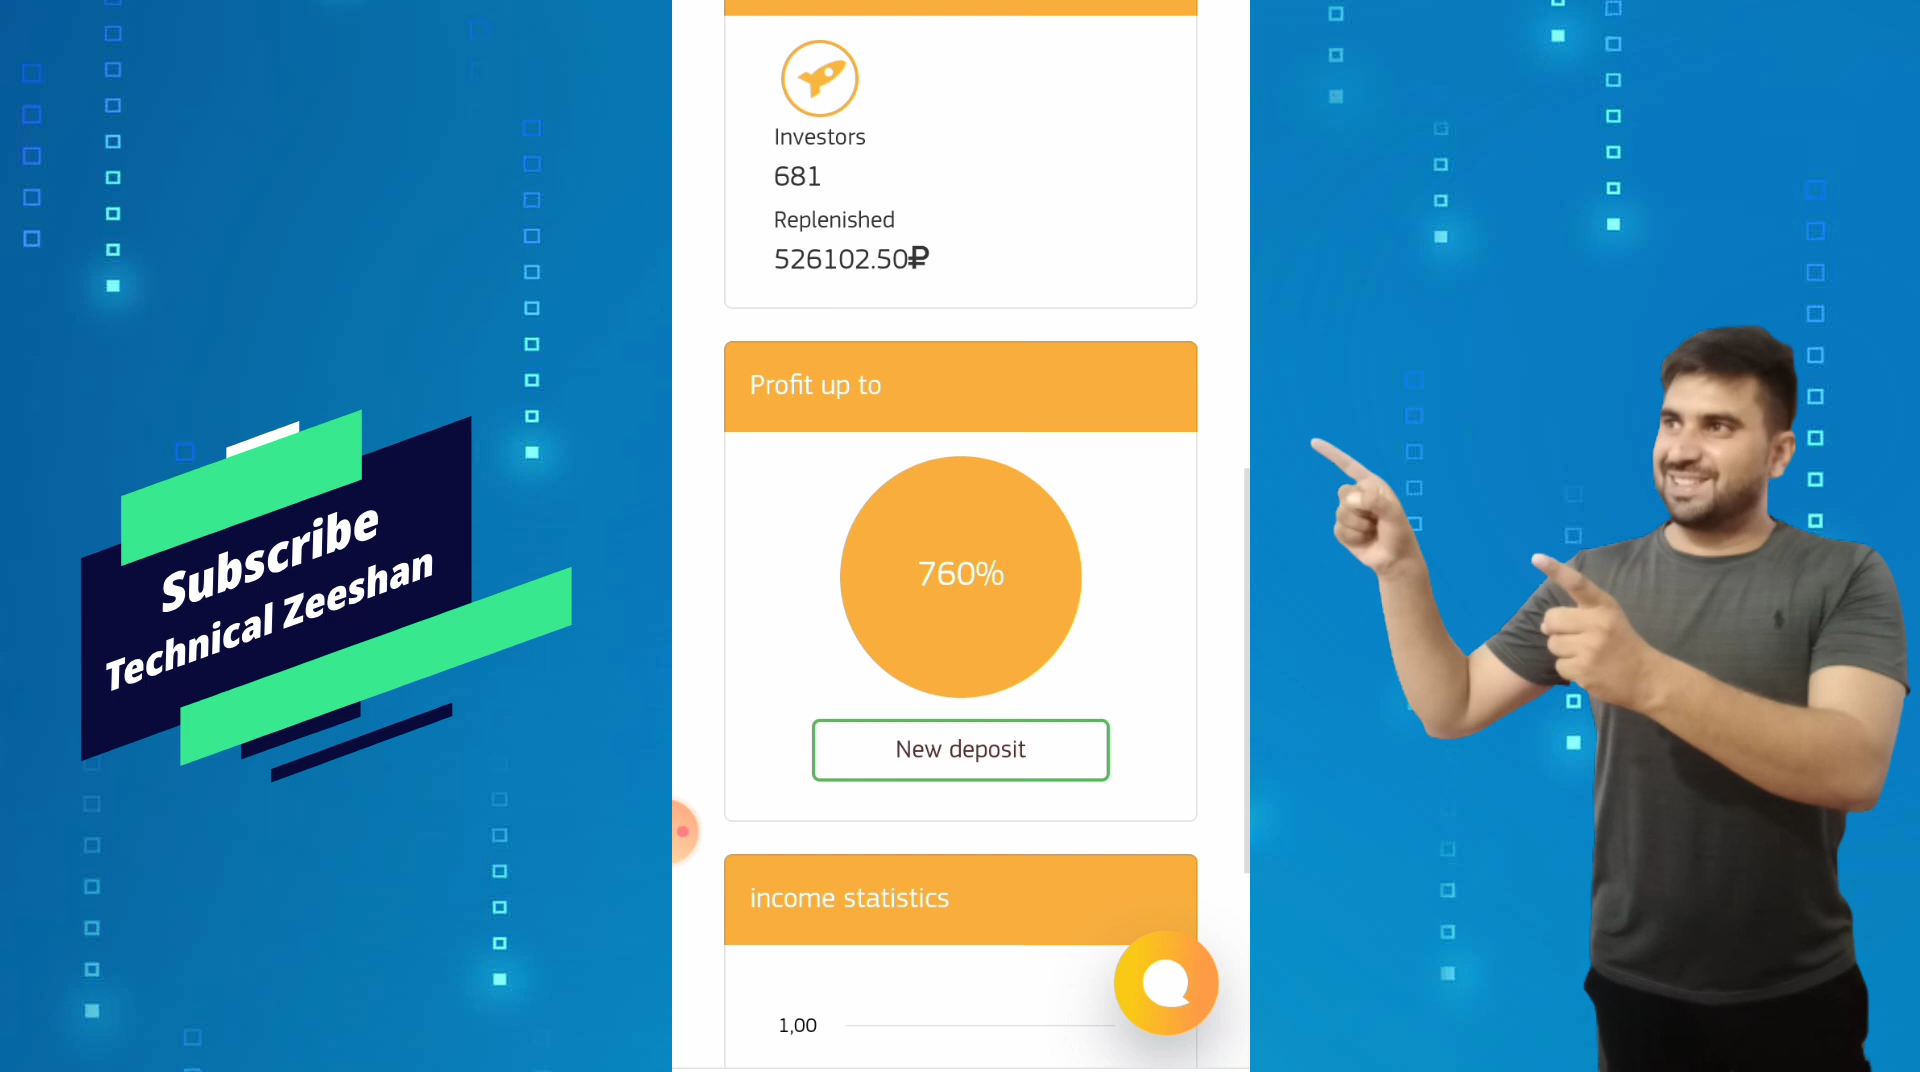 Subscribe
Technical Zeeshan
Investors
681
Replenished
526102.50₽
Profit up to
760%
New deposit
income statistics
1,00